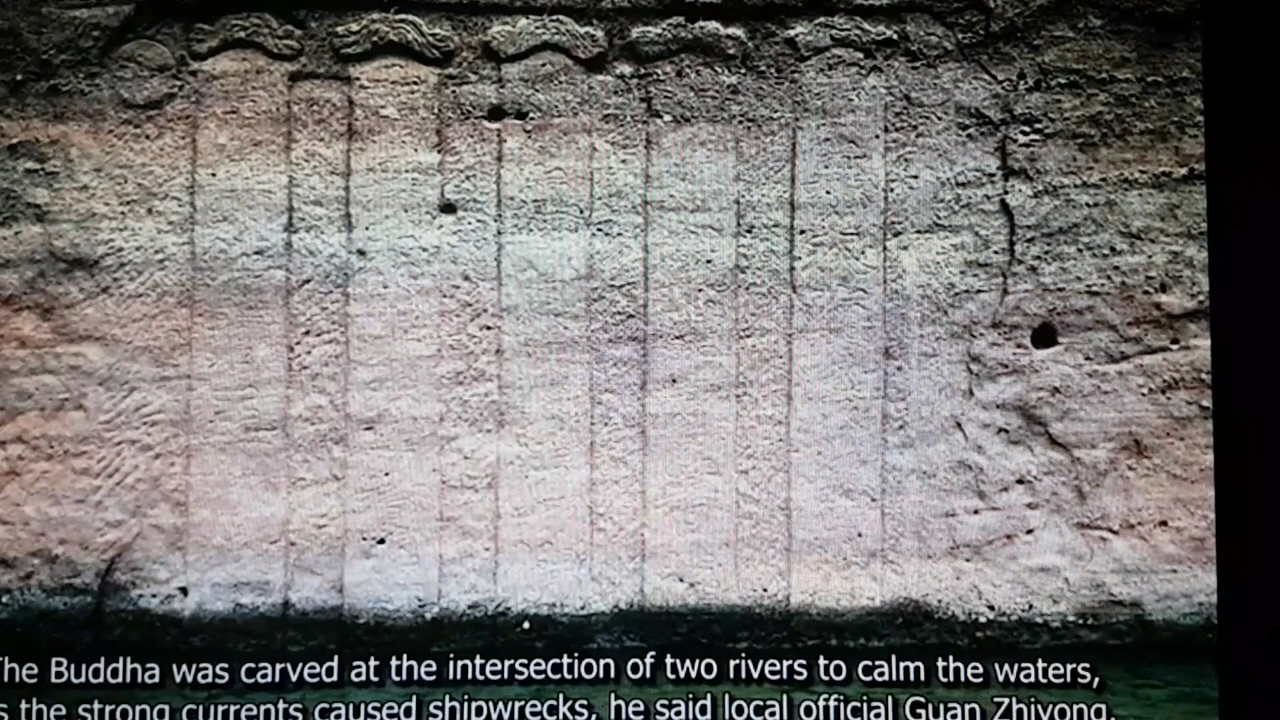 The Buddha was carved at the intersection of two rivers to calm the waters,
s the strong currents caused shipwrecks, he said local official Guan Zhiyong.